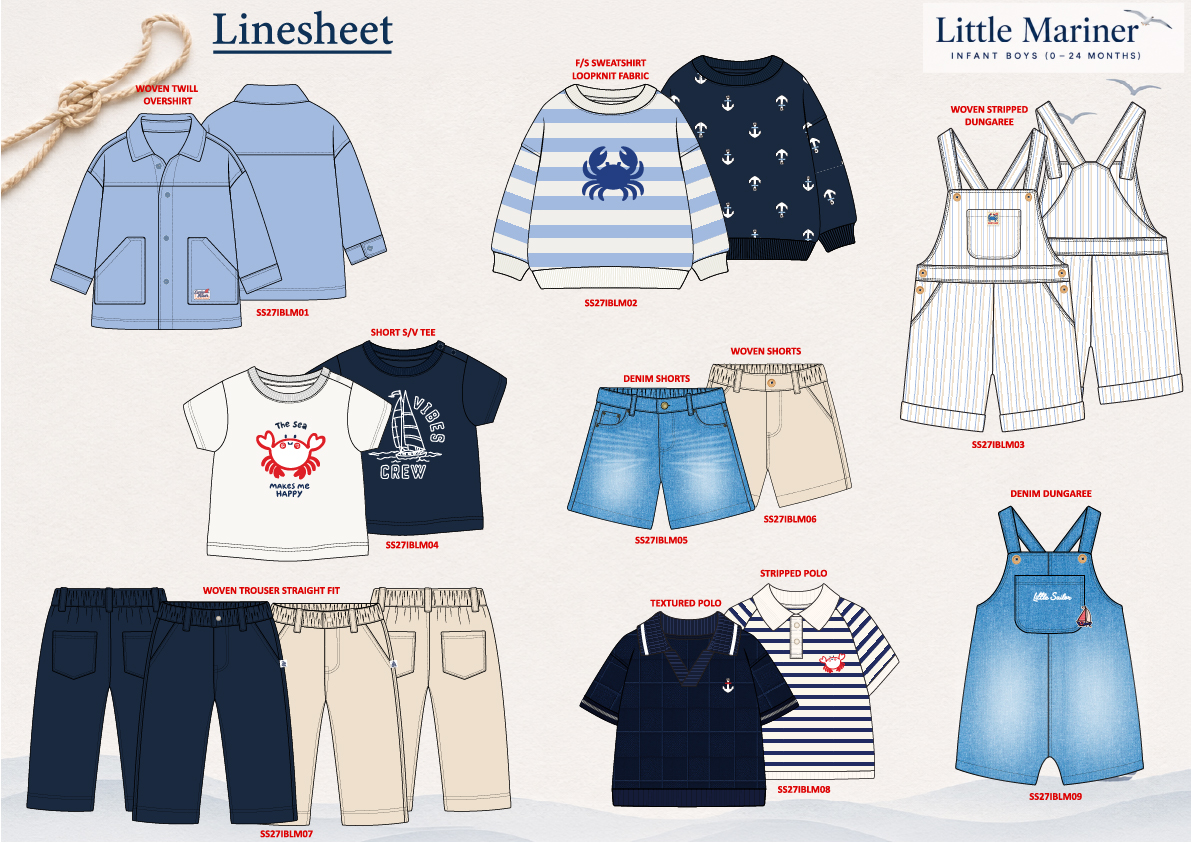 Linesheet
Little Mariner
INFANT BOYS (0–24 MONTHS)
WOVEN TWILL
OVERSHIRT
SS27IBLM01
F/S SWEATSHIRT
LOOPKNIT FABRIC
SS27IBLM02
WOVEN STRIPPED
DUNGAREE
SS27IBLM03
SHORT S/V TEE
The sea
MAKES ME
HAPPY
VIBES
CREW
SS27IBLM04
DENIM SHORTS
SS27IBLM05
WOVEN SHORTS
SS27IBLM06
WOVEN TROUSER STRAIGHT FIT
SS27IBLM07
TEXTURED POLO
STRIPPED POLO
SS27IBLM08
DENIM DUNGAREE
Little Sailor
SS27IBLM09